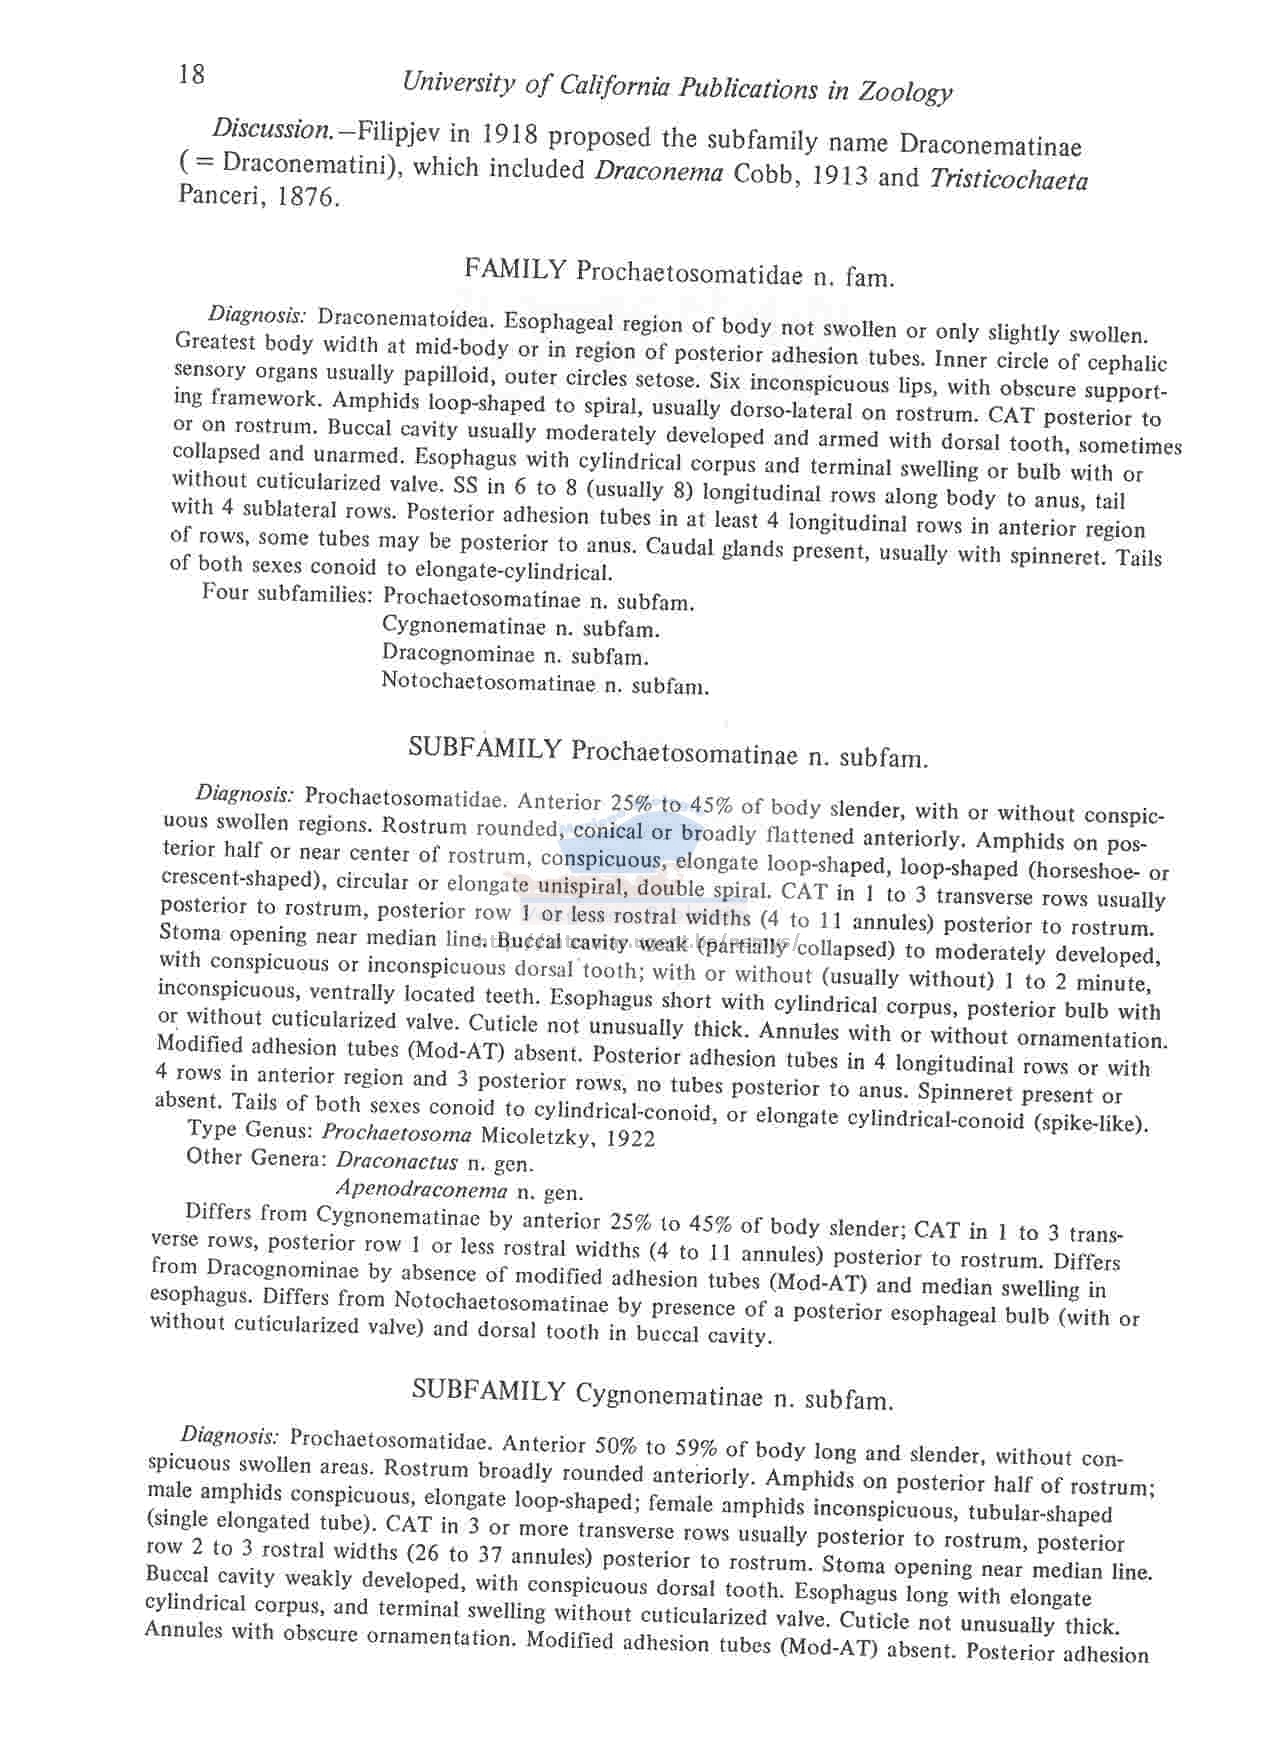 18
University of California Publications in Zoology
Discussion.—Filipjev in 1918 proposed the subfamily name Draconematinae
( = Draconematini), which included Draconema Cobb, 1913 and Tristicochaeta
Panceri, 1876.
FAMILY Prochaetosomatidae n. fam.
Diagnosis: Draconematoidea. Esophageal region of body not swollen or only slightly swollen.
Greatest body width at mid-body or in region of posterior adhesion tubes. Inner circle of cephalic
sensory organs usually papilloid, outer circles setose. Six inconspicuous lips, with obscure support-
ing framework. Amphids loop-shaped to spiral, usually dorso-lateral on rostrum. CAT posterior to
or on rostrum. Buccal cavity usually moderately developed and armed with dorsal tooth, sometimes
collapsed and unarmed. Esophagus with cylindrical corpus and terminal swelling or bulb with or
without cuticularized valve. SS in 6 to 8 (usually 8) longitudinal rows along body to anus, tail
with 4 sublateral rows. Posterior adhesion tubes in at least 4 longitudinal rows in anterior region
of rows, some tubes may be posterior to anus. Caudal glands present, usually with spinneret. Tails
of both sexes conoid to elongate-cylindrical.
Four subfamilies: Prochaetosomatinae n. subfam.
Cygnonematinae n. subfam.
Dracognominae n. subfam.
Notochaetosomatinae n. subfam.
SUBFAMILY Prochaetosomatinae n. subfam.
Diagnosis: Prochaetosomatidae. Anterior 25% to 45% of body slender, with or without conspic-
uous swollen regions. Rostrum rounded, conical or broadly flattened anteriorly. Amphids on pos-
terior half or near center of rostrum, conspicuous, elongate loop-shaped, loop-shaped (horseshoe- or
crescent-shaped), circular or elongate unispiral, double spiral. CAT in 1 to 3 transverse rows usually
posterior to rostrum, posterior row 1 or less rostral widths (4 to 11 annules) posterior to rostrum.
Stoma opening near median line. Buccal cavity weak (partially collapsed) to moderately developed,
with conspicuous or inconspicuous dorsal tooth; with or without (usually without) 1 to 2 minute,
inconspicuous, ventrally located teeth. Esophagus short with cylindrical corpus, posterior bulb with
or without cuticularized valve. Cuticle not unusually thick. Annules with or without ornamentation.
Modified adhesion tubes (Mod-AT) absent. Posterior adhesion tubes in 4 longitudinal rows or with
4 rows in anterior region and 3 posterior rows, no tubes posterior to anus. Spinneret present or
absent. Tails of both sexes conoid to cylindrical-conoid, or elongate cylindrical-conoid (spike-like).
Type Genus: Prochaetosoma Micoletzky, 1922
Other Genera: Draconactus n. gen.
Apenodraconema n. gen.
Differs from Cygnonematinae by anterior 25% to 45% of body slender; CAT in 1 to 3 trans-
verse rows, posterior row 1 or less rostral widths (4 to 11 annules) posterior to rostrum. Differs
from Dracognominae by absence of modified adhesion tubes (Mod-AT) and median swelling in
esophagus. Differs from Notochaetosomatinae by presence of a posterior esophageal bulb (with or
without cuticularized valve) and dorsal tooth in buccal cavity.
SUBFAMILY Cygnonematinae n. subfam.
Diagnosis: Prochaetosomatidae. Anterior 50% to 59% of body long and slender, without con-
spicuous swollen areas. Rostrum broadly rounded anteriorly. Amphids on posterior half of rostrum;
male amphids conspicuous, elongate loop-shaped; female amphids inconspicuous, tubular-shaped
(single elongated tube). CAT in 3 or more transverse rows usually posterior to rostrum, posterior
row 2 to 3 rostral widths (26 to 37 annules) posterior to rostrum. Stoma opening near median line.
Buccal cavity weakly developed, with conspicuous dorsal tooth. Esophagus long with elongate
cylindrical corpus, and terminal swelling without cuticularized valve. Cuticle not unusually thick.
Annules with obscure ornamentation. Modified adhesion tubes (Mod-AT) absent. Posterior adhesion